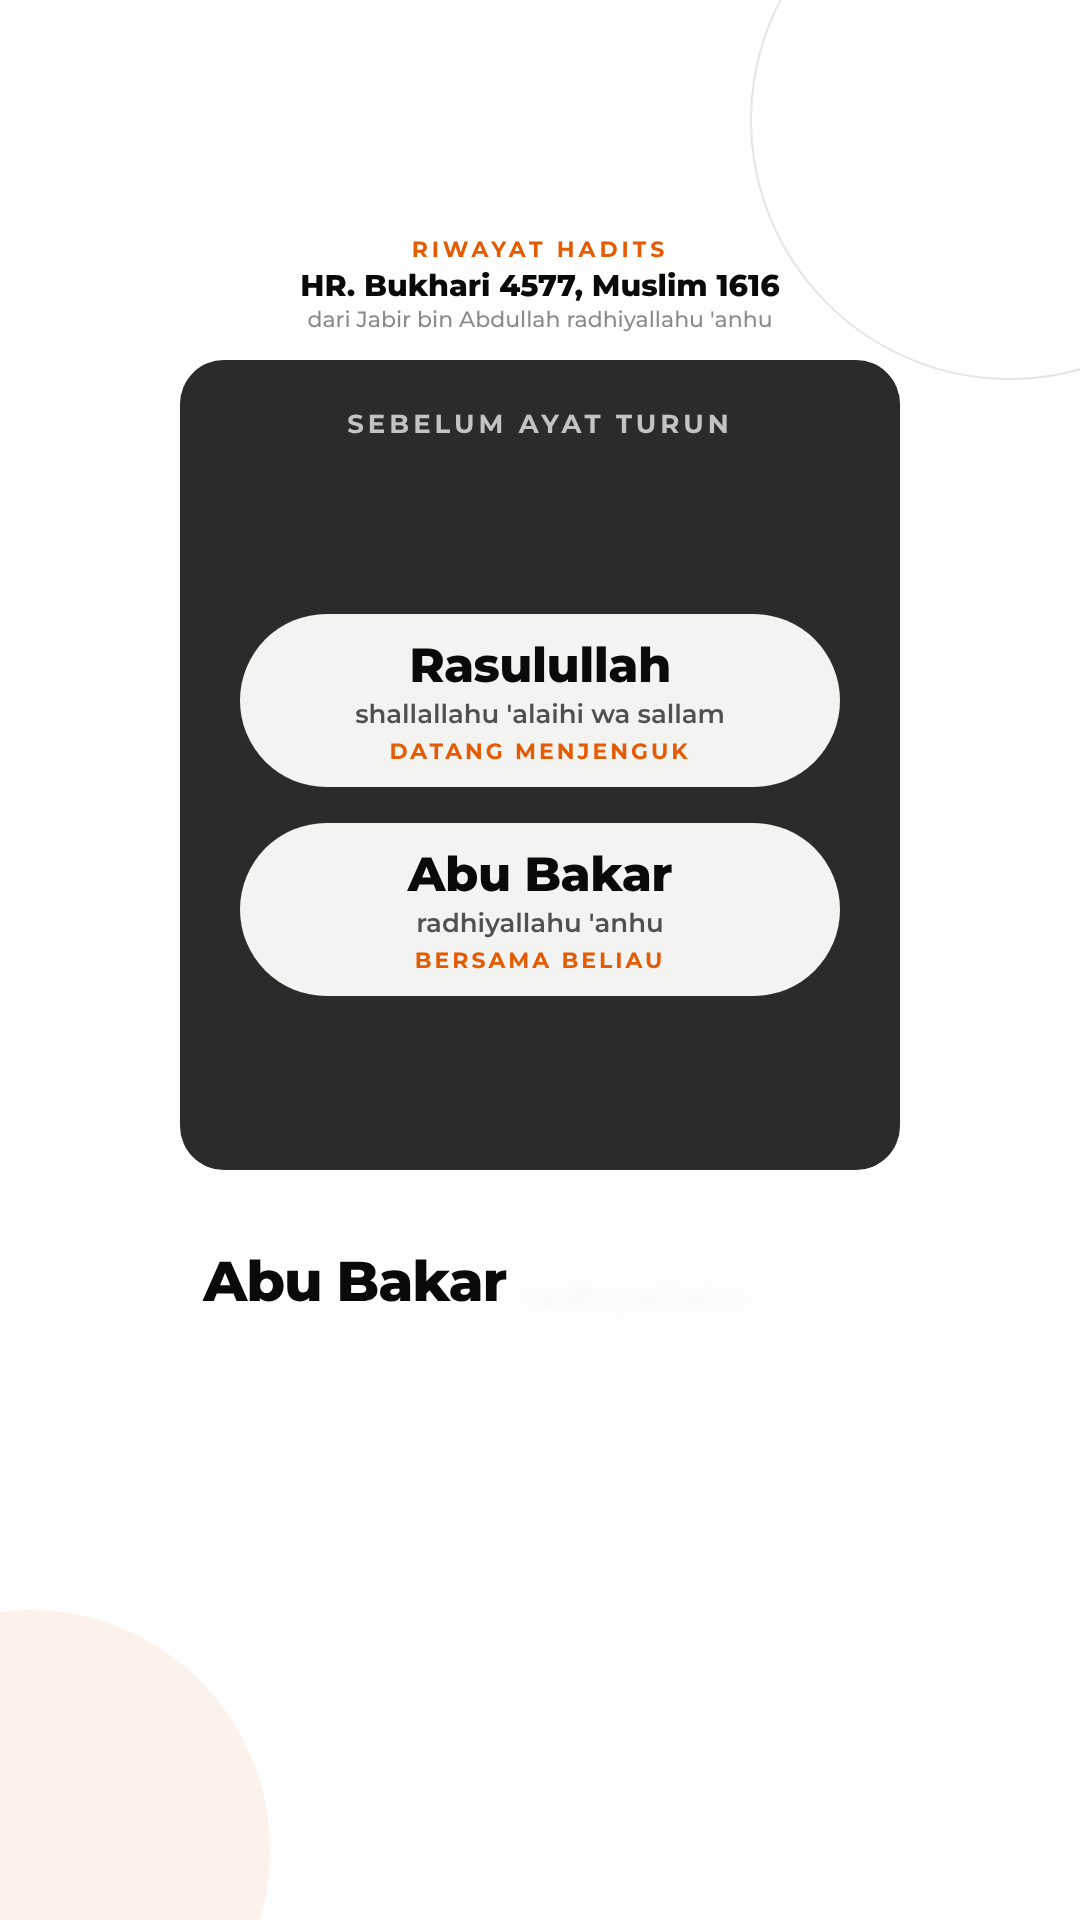 RIWAYAT HADITS
HR. Bukhari 4577, Muslim 1616
dari Jabir bin Abdullah radhiyallahu 'anhu
SEBELUM AYAT TURUN
Rasulullah
shallallahu 'alaihi wa sallam
DATANG MENJENGUK
Abu Bakar
radhiyallahu 'anhu
BERSAMA BELIAU
Abu Bakar